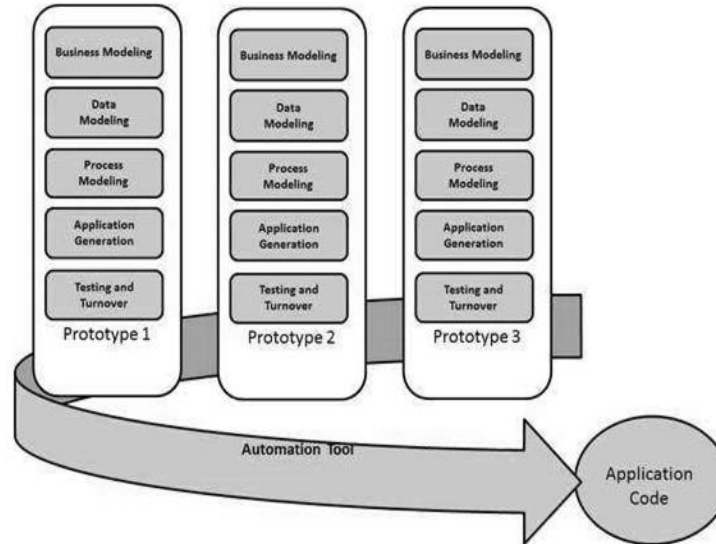 Business Modeling
Data
Modeling
Process
Modeling
Application
Generation
Testing and
Turnover
Prototype 1
Business Modeling
Data
Modeling
Process
Modeling
Application
Generation
Testing and
Turnover
Prototype 2
Business Modeling
Data
Modeling
Process
Modeling
Application
Generation
Testing and
Turnover
Prototype 3
Automation Tool
Application
Code